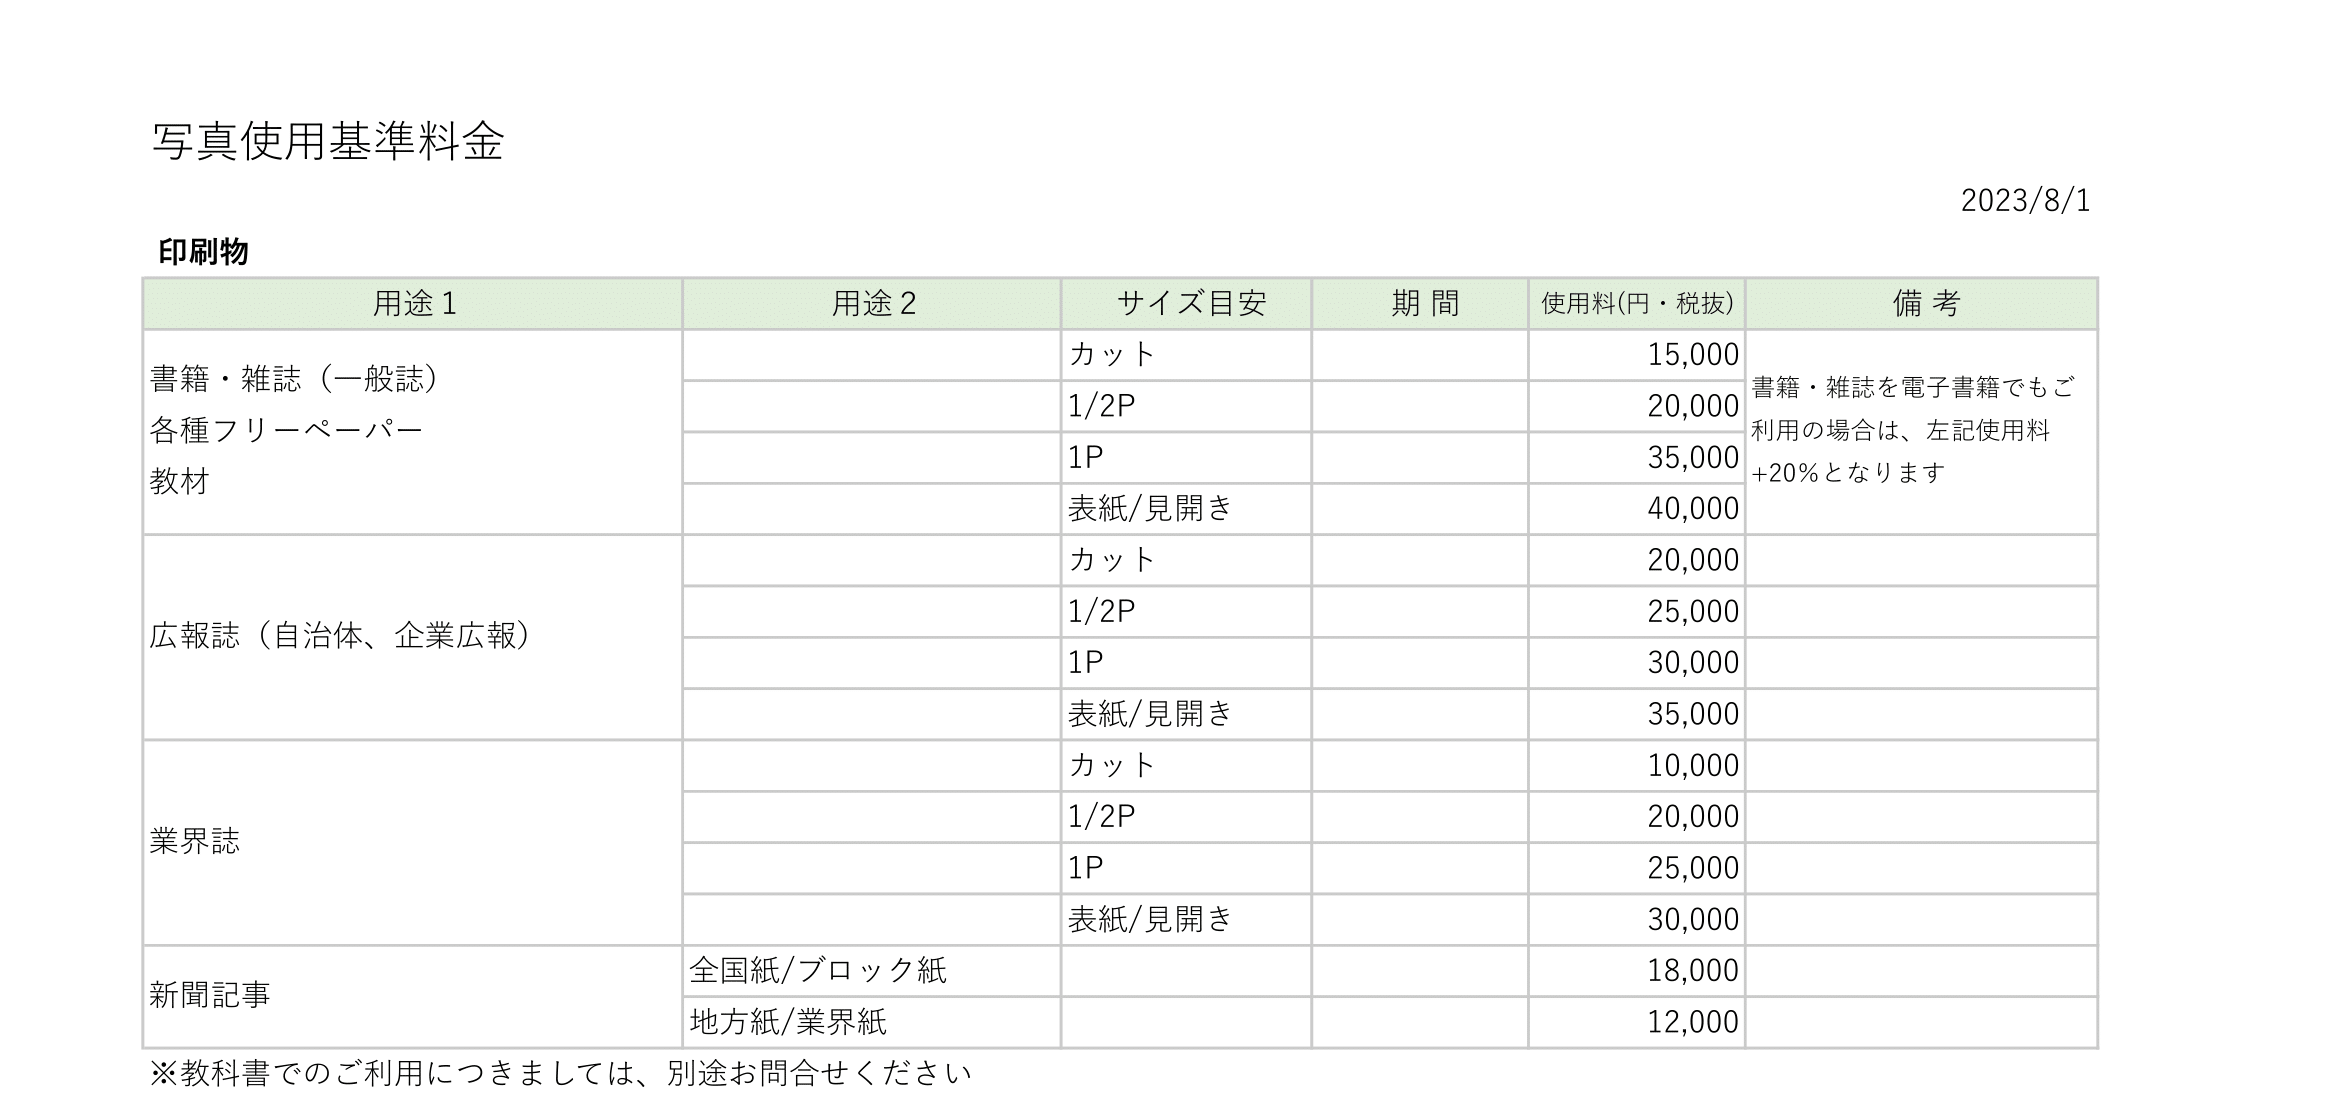 写真使用基準料金
2023/8/1
印刷物
用途1 用途2 サイズ目安 期 間 使用料(円・税抜) 備 考
書籍・雑誌（一般誌）
各種フリーペーパー
教材
カット 15,000
1/2P 20,000
1P 35,000
表紙/見開き 40,000
書籍・雑誌を電子書籍でもご
利用の場合は、左記使用料
+20%となります
広報誌（自治体、企業広報）
カット 20,000
1/2P 25,000
1P 30,000
表紙/見開き 35,000
業界誌
カット 10,000
1/2P 20,000
1P 25,000
表紙/見開き 30,000
新聞記事
全国紙/ブロック紙 18,000
地方紙/業界紙 12,000
※教科書でのご利用につきましては、別途お問合せください